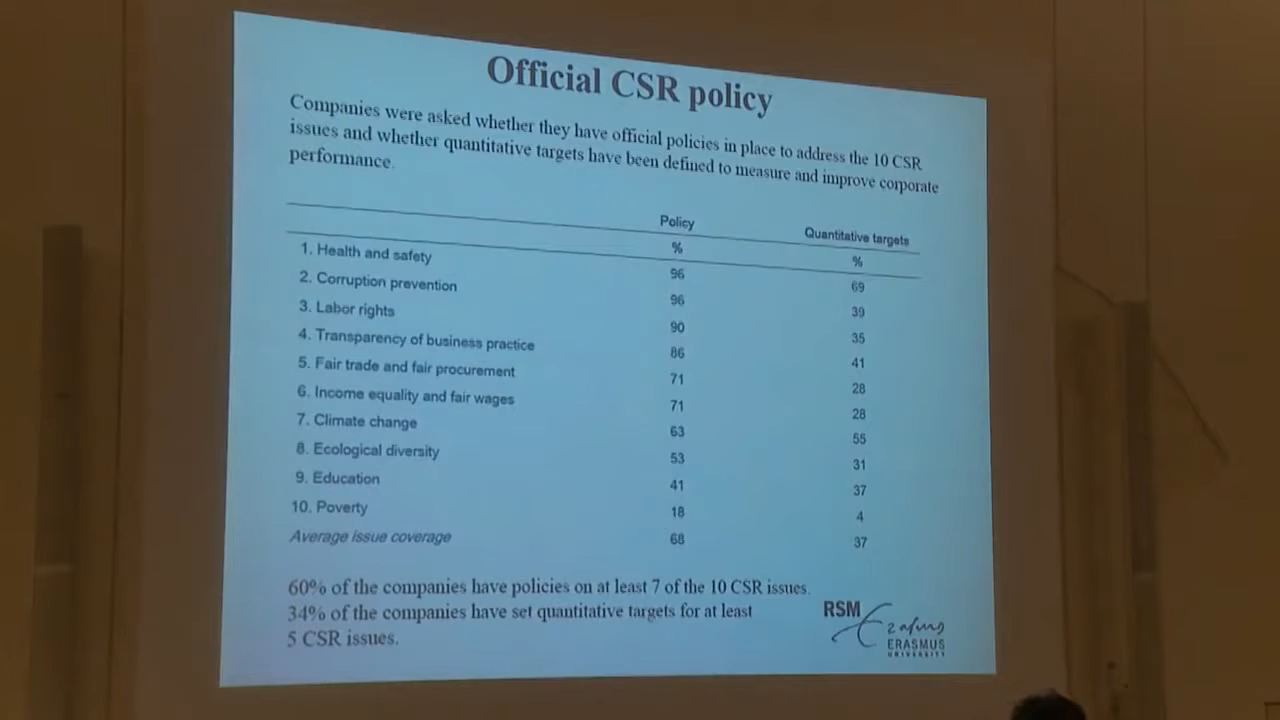 Official CSR policy
Companies were asked whether they have official policies in place to address the 10 CSR
issues and whether quantitative targets have been defined to measure and improve corporate
performance.
Policy Quantitative targets
% %
1. Health and safety 96 69
2. Corruption prevention 96 39
3. Labor rights 90 35
4. Transparency of business practice 86 41
5. Fair trade and fair procurement 71 28
6. Income equality and fair wages 71 28
7. Climate change 63 55
8. Ecological diversity 53 31
9. Education 41 37
10. Poverty 18 4
Average issue coverage 68 37
60% of the companies have policies on at least 7 of the 10 CSR issues.
34% of the companies have set quantitative targets for at least
5 CSR issues.
RSM
Erasmus
ERASMUS
UNIVERSITY